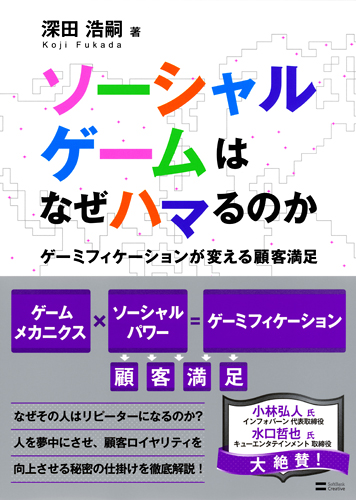 深田 浩嗣 著
Koji Fukada
ソーシャル
ゲームは
なぜハマるのか
ゲーミフィケーションが変える顧客満足
ゲーム
メカニクス
×
ソーシャル
パワー
=
ゲーミフィケーション
顧客満足
なぜその人はリピーターになるのか?
人を夢中にさせ、顧客ロイヤリティを
向上させる秘密の仕掛けを徹底解説!
小林弘人 氏
インフォバーン 代表取締役
水口哲也 氏
キューエンタテインメント 取締役
大絶賛!
SoftBank
Creative